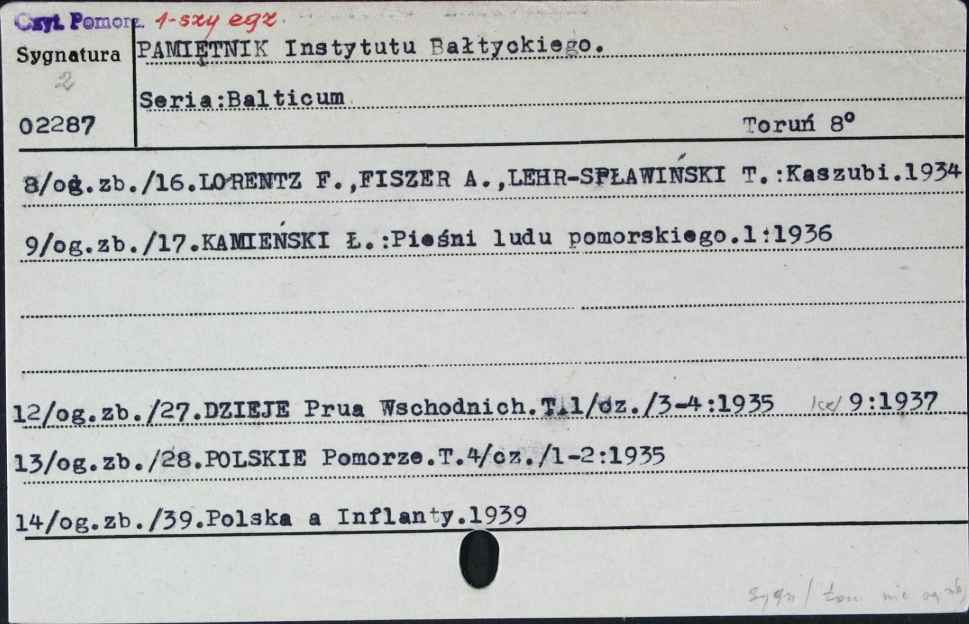 Czyt. Pomorz. 1-szy egz.
Sygnatura
PAMIĘTNIK Instytutu Bałtyckiego.
2
Seria:Balticum
02287
Toruń 8°
8/og.zb./16.LORENTZ F.,FISZER A.,LEHR-SPŁAWIŃSKI T.:Kaszubi.1934
9/og.zb./17.KAMIEŃSKI Ł.:Pieśni ludu pomorskiego.1:1936
12/og.zb./27.DZIEJE Prua Wschodnich.T.1/cz./3-4:1935 9:1937
13/og.zb./28.POLSKIE Pomorze.T.4/cz./1-2:1935
14/og.zb./39.Polska a Inflanty.1939
nie